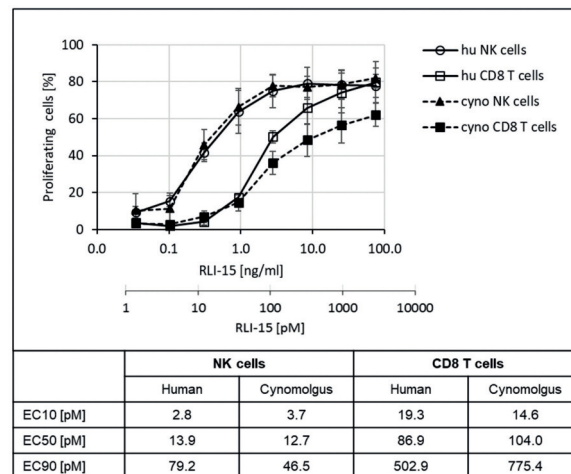 100
80
60
40
20
0
Proliferating cells [%]
0.0 0.1 1.0 10.0 100.0
RLI-15 [ng/ml]
1 10 100 1000 10000
RLI-15 [pM]
hu NK cells
hu CD8 T cells
cyno NK cells
cyno CD8 T cells
NK cells CD8 T cells
Human Cynomolgus Human Cynomolgus
EC10 [pM] 2.8 3.7 19.3 14.6
EC50 [pM] 13.9 12.7 86.9 104.0
EC90 [pM] 79.2 46.5 502.9 775.4